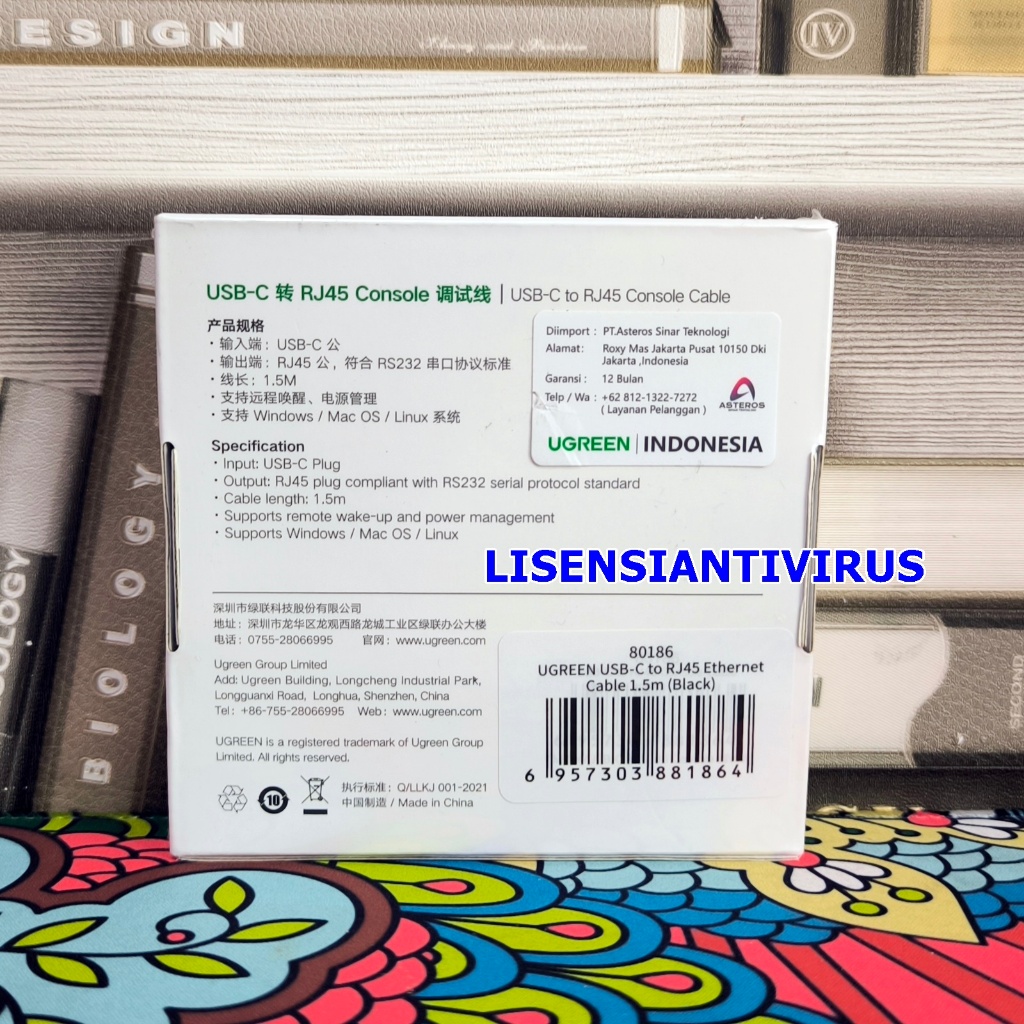 DESIGN
IV
USB-C 转 RJ45 Console 调试线 | USB-C to RJ45 Console Cable
产品规格
· 输入端：USB-C 公
· 输出端：RJ45 公，符合 RS232 串口协议标准
· 线长：1.5M
· 支持远程唤醒、电源管理
· 支持 Windows / Mac OS / Linux 系统
Diimport : PT.Asteros Sinar Teknologi
Alamat : Roxy Mas Jakarta Pusat 10150 Dki
Jakarta ,Indonesia
Garansi : 12 Bulan
Telp / Wa : +62 812-1322-7272
( Layanan Pelanggan )
ASTEROS
UGREEN | INDONESIA
Specification
· Input: USB-C Plug
· Output: RJ45 plug compliant with RS232 serial protocol standard
· Cable length: 1.5m
· Supports remote wake-up and power management
· Supports Windows / Mac OS / Linux
LISENSIANTIVIRUS
BIOLOGY
OLOGY
SECOND
深圳市绿联科技股份有限公司
地址：深圳市龙华区龙观西路龙城工业区绿联办公大楼
电话：0755-28066995 官网：www.ugreen.com
Ugreen Group Limited
Add: Ugreen Building, Longcheng Industrial Park,
Longguanxi Road, Longhua, Shenzhen, China
Tel: +86-755-28066995 Web: www.ugreen.com
UGREEN is a registered trademark of Ugreen Group
Limited. All rights reserved.
10
执行标准：Q/LLKJ 001-2021
中国制造 / Made in China
80186
UGREEN USB-C to RJ45 Ethernet
Cable 1.5m (Black)
6 957303 881864